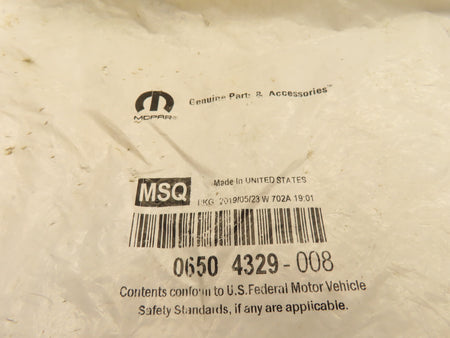 Genuine Parts & Accessories™
MOPAR®
MSQ
Made In UNITED STATES
PKG 2019/05/23 W 702A 19:01
0650 4329-008
Contents conform to U.S. Federal Motor Vehicle
Safety Standards, if any are applicable.